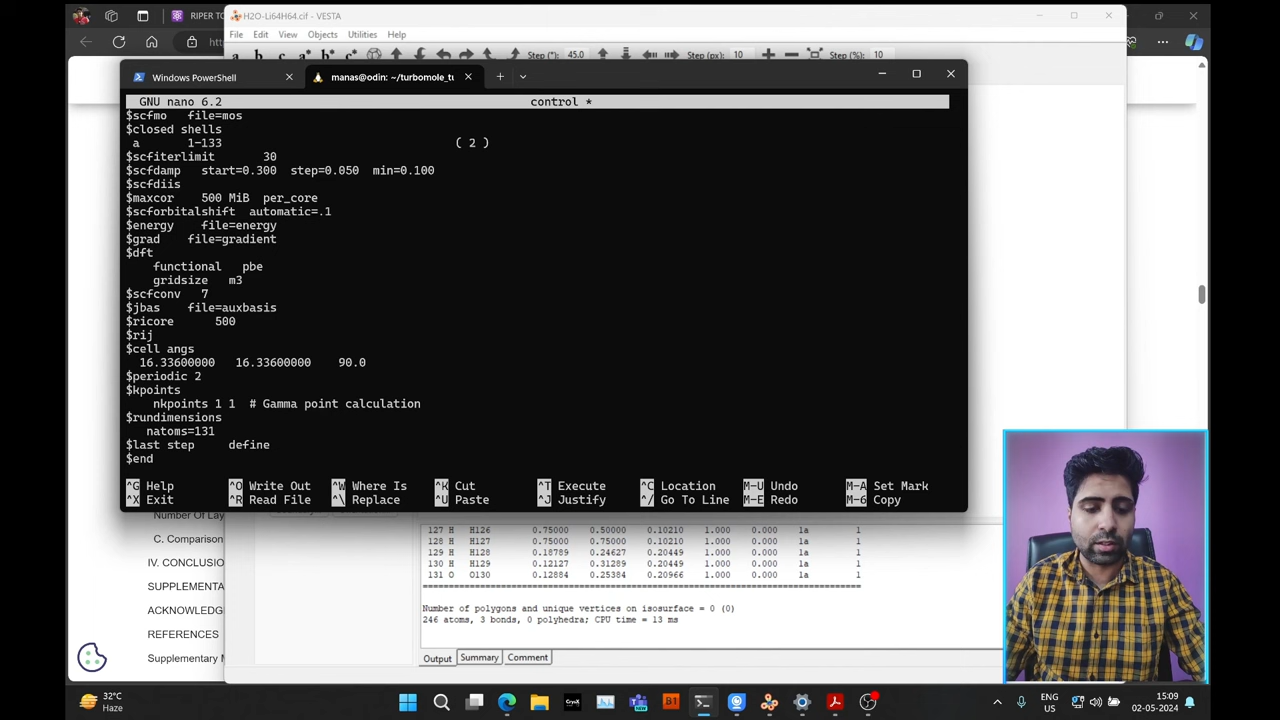 RIPER TO
H2O-Li64H64.cif - VESTA
File Edit View Objects Utilities Help
htt
a b c a* b* c* Step (°): 45.0 Step (px): 10 Step (%): 10
Windows PowerShell
manas@odin: ~/turbomole_tu
GNU nano 6.2 control *
$scfmo file=mos
$closed shells
a 1-133 ( 2 )
$scfiterlimit 30
$scfdamp start=0.300 step=0.050 min=0.100
$scfdiis
$maxcor 500 MiB per_core
$scforbitalshift automatic=.1
$energy file=energy
$grad file=gradient
$dft
functional pbe
gridsize m3
$scfconv 7
$jbas file=auxbasis
$ricore 500
$rij
$cell angs
16.33600000 16.33600000 90.0
$periodic 2
$kpoints
nkpoints 1 1 # Gamma point calculation
$rundimensions
natoms=131
$last step define
$end
^G Help ^O Write Out ^W Where Is ^K Cut ^T Execute ^C Location M-U Undo M-A Set Mark
^X Exit ^R Read File ^\ Replace ^U Paste ^J Justify ^/ Go To Line M-E Redo M-6 Copy
Number Of Lay
C. Comparison
IV. CONCLUSIO
SUPPLEMENTA
ACKNOWLEDG
REFERENCES
Supplementary M
127 H H126 0.75000 0.50000 0.10210 1.000 0.000 1a 1
128 H H127 0.75000 0.75000 0.10210 1.000 0.000 1a 1
129 H H128 0.18789 0.24627 0.20449 1.000 0.000 1a 1
130 H H129 0.12127 0.31289 0.20449 1.000 0.000 1a 1
131 O O130 0.12884 0.25384 0.20966 1.000 0.000 1a 1
Number of polygons and unique vertices on isosurface = 0 (0)
246 atoms, 3 bonds, 0 polyhedra; CPU time = 13 ms
Output Summary Comment
32°C
Haze
ENG
US
15:09
02-05-2024